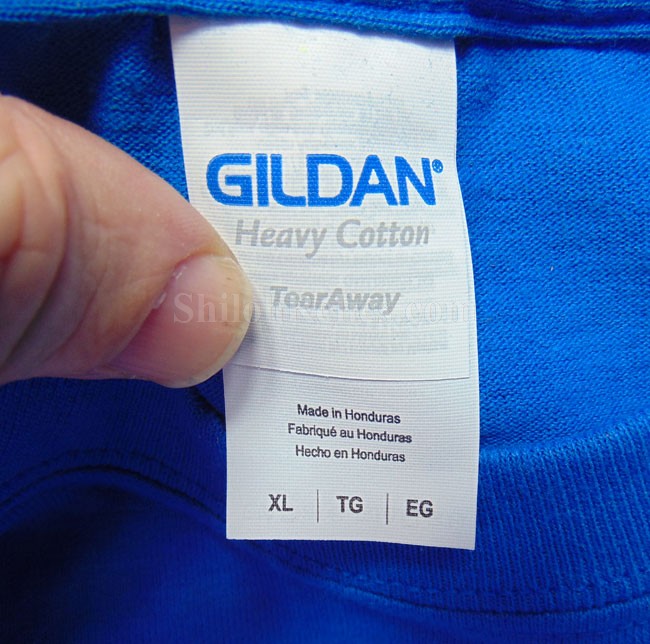 GILDAN®
Heavy Cotton
TearAway
Made in Honduras
Fabriqué au Honduras
Hecho en Honduras
XL | TG | EG